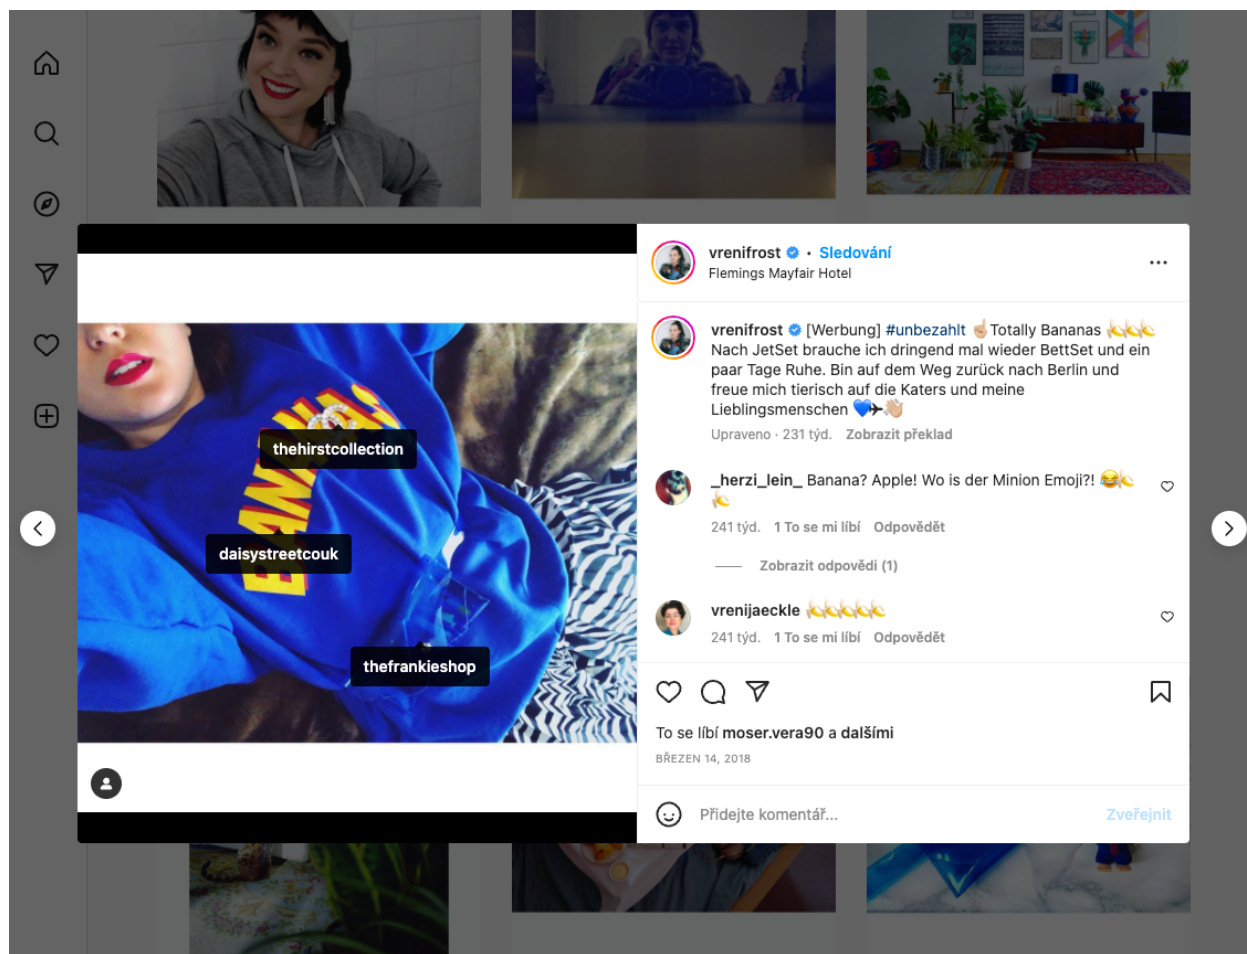 vrenifrost • Sledování
Flemings Mayfair Hotel
BANANA
thehirstcollection
daisystreetcouk
thefrankieshop
vrenifrost [Werbung] #unbezahlt ☝🏼Totally Bananas 🍌🍌🍌
Nach JetSet brauche ich dringend mal wieder BettSet und ein
paar Tage Ruhe. Bin auf dem Weg zurück nach Berlin und
freue mich tierisch auf die Katers und meine
Lieblingsmenschen 💙✈👋🏼
Upraveno · 231 týd. Zobrazit překlad
_herzi_lein_ Banana? Apple! Wo is der Minion Emoji?! 😂🍌
🍌
241 týd. 1 To se mi líbí Odpovědět
Zobrazit odpovědi (1)
vrenijaeckle 🍌🍌🍌🍌🍌
241 týd. 1 To se mi líbí Odpovědět
To se líbí moser.vera90 a dalšími
BŘEZEN 14, 2018
Přidejte komentář...
Zveřejnit